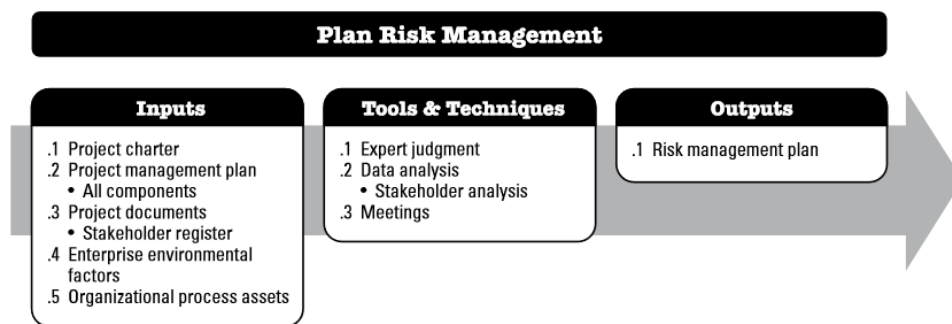 Plan Risk Management
Inputs
.1 Project charter
.2 Project management plan
• All components
.3 Project documents
• Stakeholder register
.4 Enterprise environmental
factors
.5 Organizational process assets
Tools & Techniques
.1 Expert judgment
.2 Data analysis
• Stakeholder analysis
.3 Meetings
Outputs
.1 Risk management plan